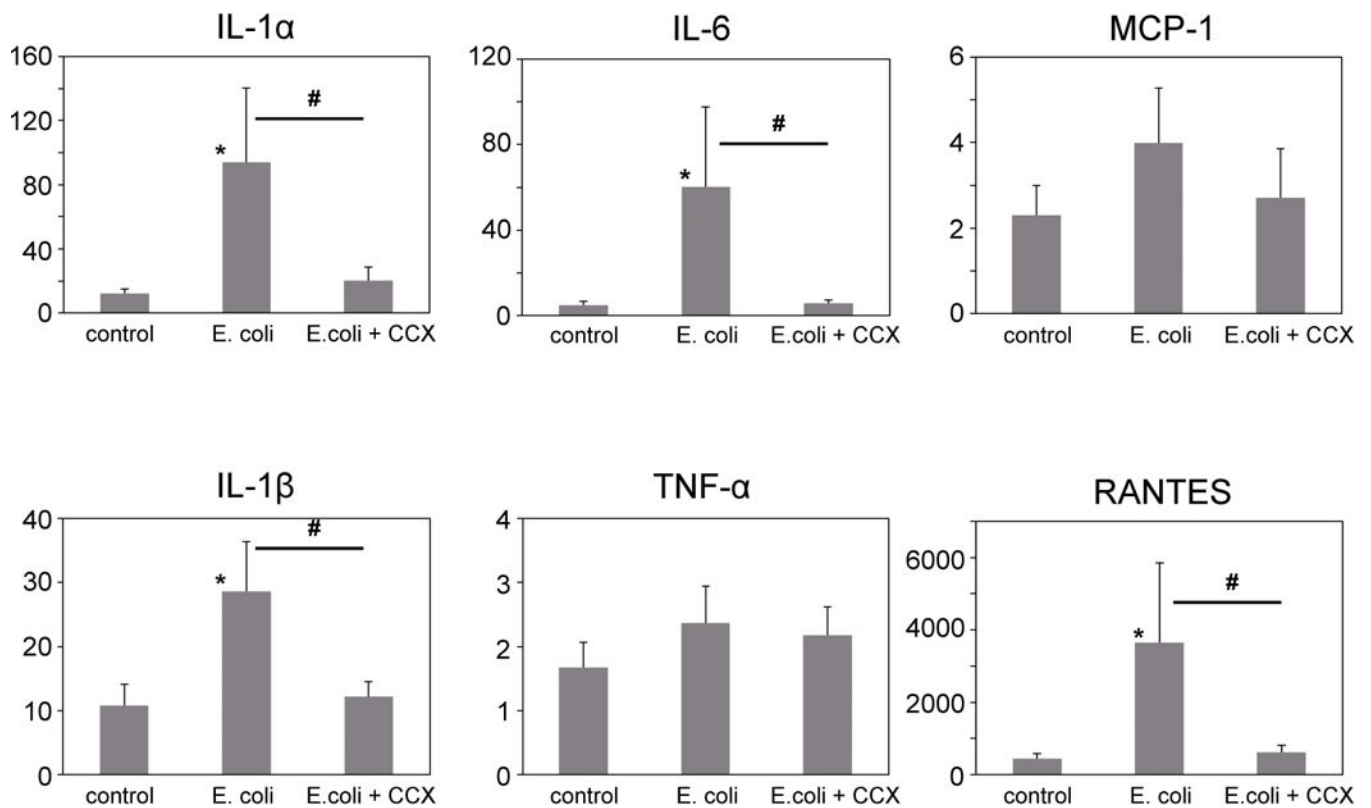 IL-1α
160
120
80
40
0
*
#
control
E. coli
E.coli + CCX
IL-6
120
80
40
0
*
#
control
E. coli
E.coli + CCX
MCP-1
6
4
2
0
control
E. coli
E.coli + CCX
IL-1β
40
30
20
10
0
*
#
control
E. coli
E.coli + CCX
TNF-α
4
3
2
1
0
control
E. coli
E.coli + CCX
RANTES
6000
4000
2000
0
*
#
control
E. coli
E.coli + CCX